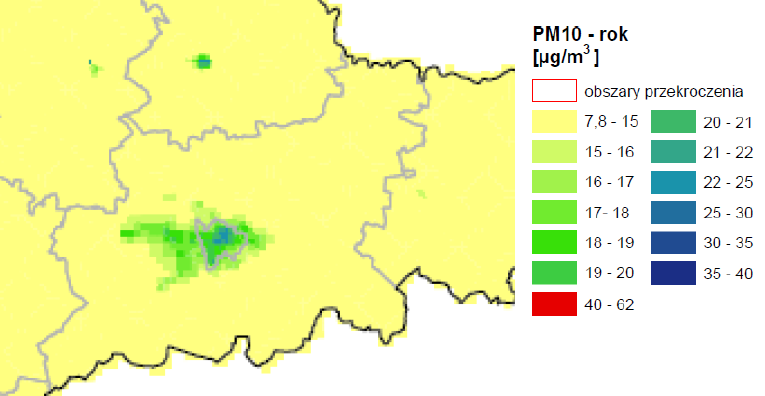 PM10 - rok
[µg/m³ ]
obszary przekroczenia
7,8 - 15
15 - 16
16 - 17
17- 18
18 - 19
19 - 20
40 - 62
20 - 21
21 - 22
22 - 25
25 - 30
30 - 35
35 - 40